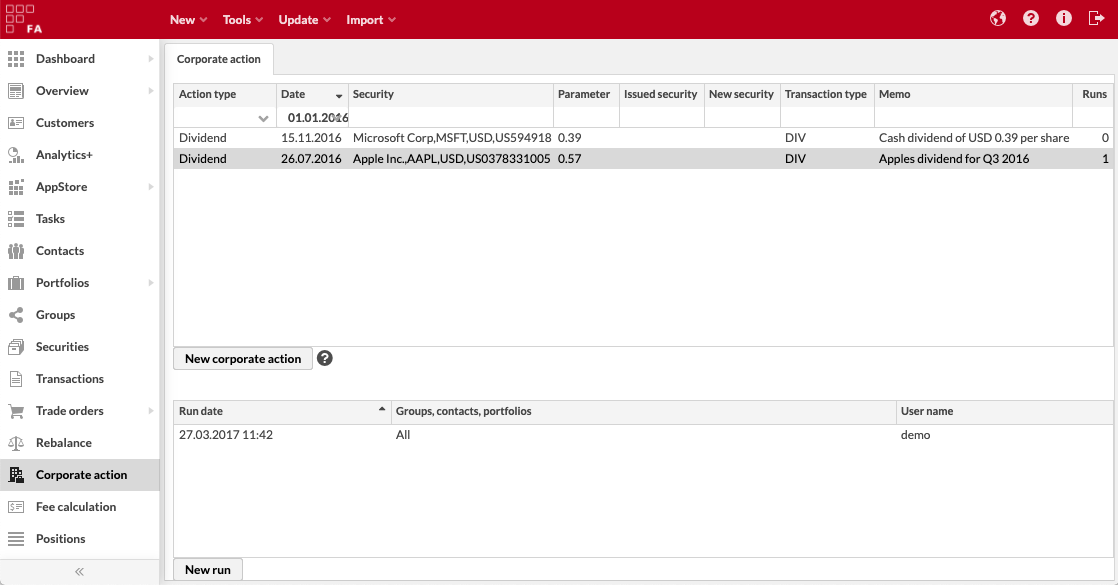 FA
New Tools Update Import
Dashboard
Overview
Customers
Analytics+
AppStore
Tasks
Contacts
Portfolios
Groups
Securities
Transactions
Trade orders
Rebalance
Corporate action
Fee calculation
Positions
Corporate action
Action type Date Security Parameter Issued security New security Transaction type Memo Runs
01.01.2016
Dividend 15.11.2016 Microsoft Corp,MSFT,USD,US594918 0.39 DIV Cash dividend of USD 0.39 per share 0
Dividend 26.07.2016 Apple Inc.,AAPL,USD,US0378331005 0.57 DIV Apples dividend for Q3 2016 1
New corporate action
Run date Groups, contacts, portfolios User name
27.03.2017 11:42 All demo
New run